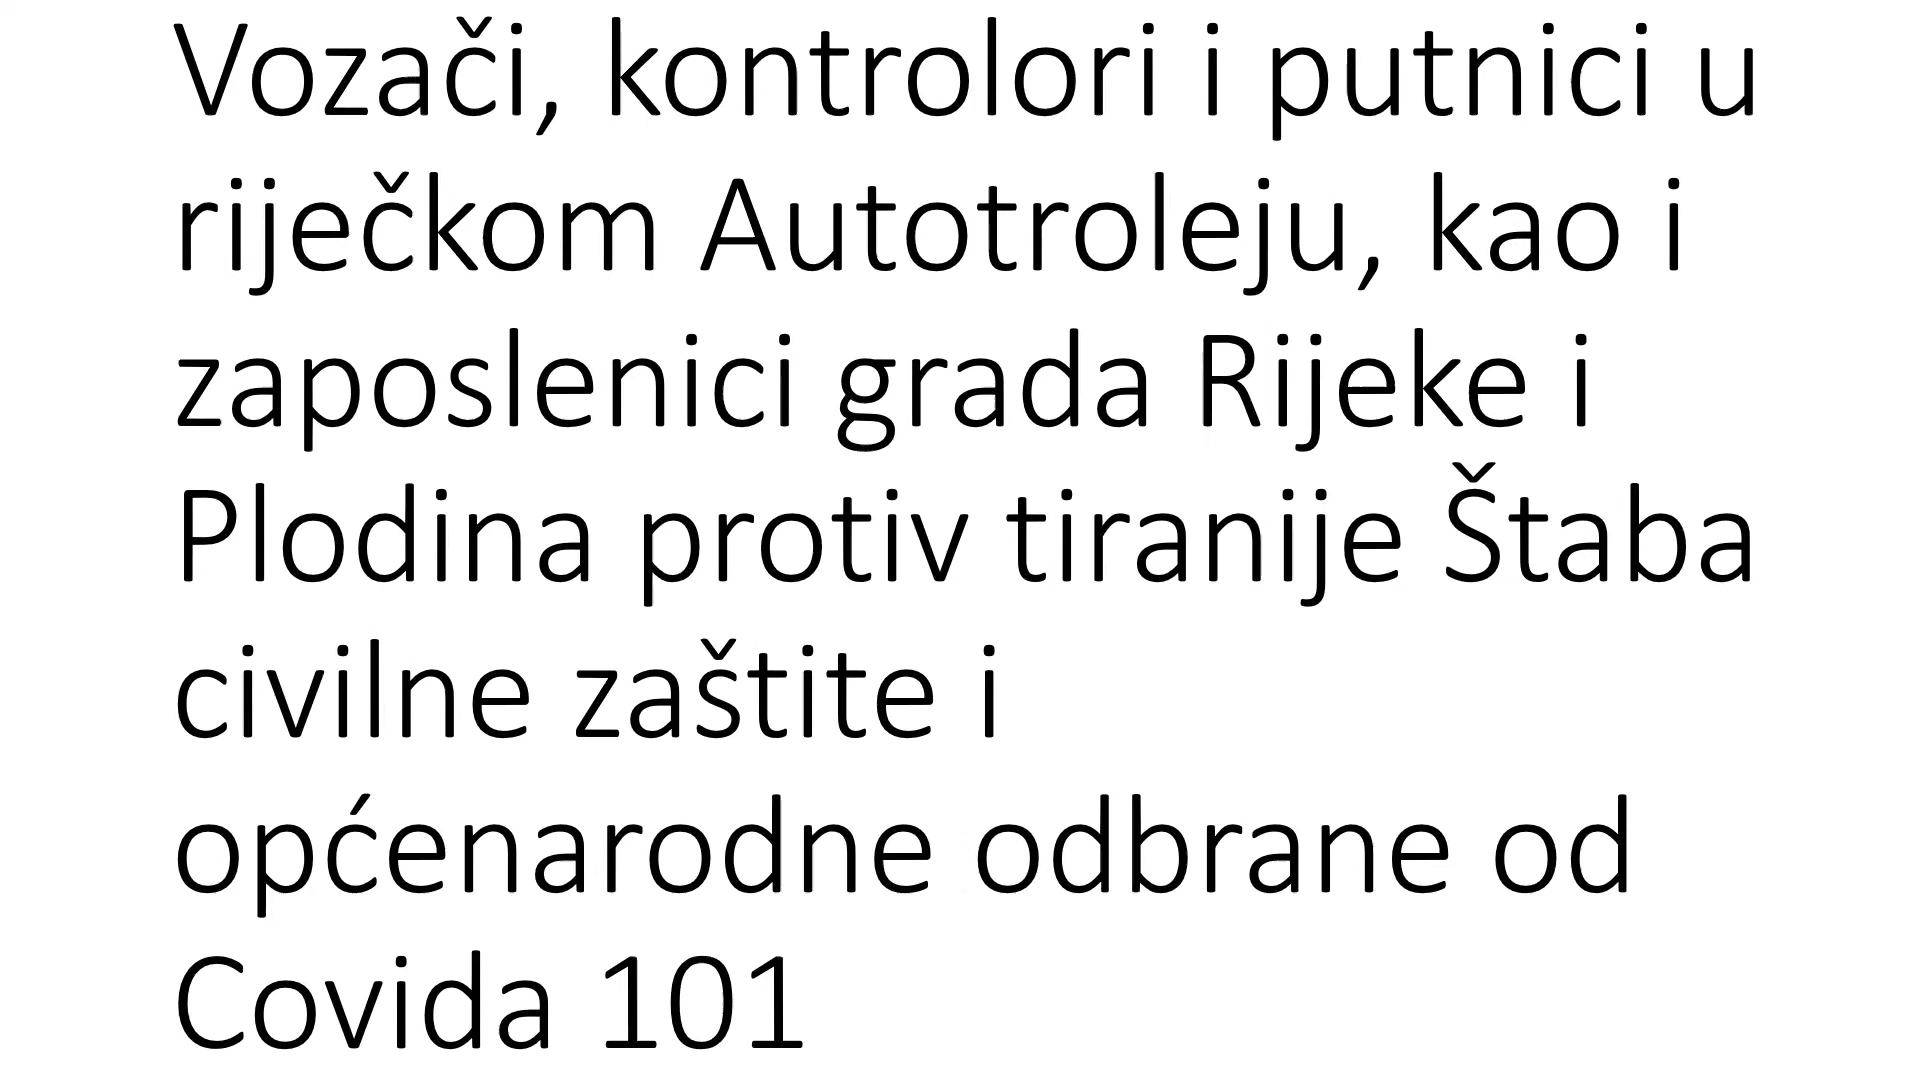 Vozači, kontrolori i putnici u
riječkom Autotroleju, kao i
zaposlenici grada Rijeke i
Plodina protiv tiranije Štaba
civilne zaštite i
općenarodne odbrane od
Covida 101